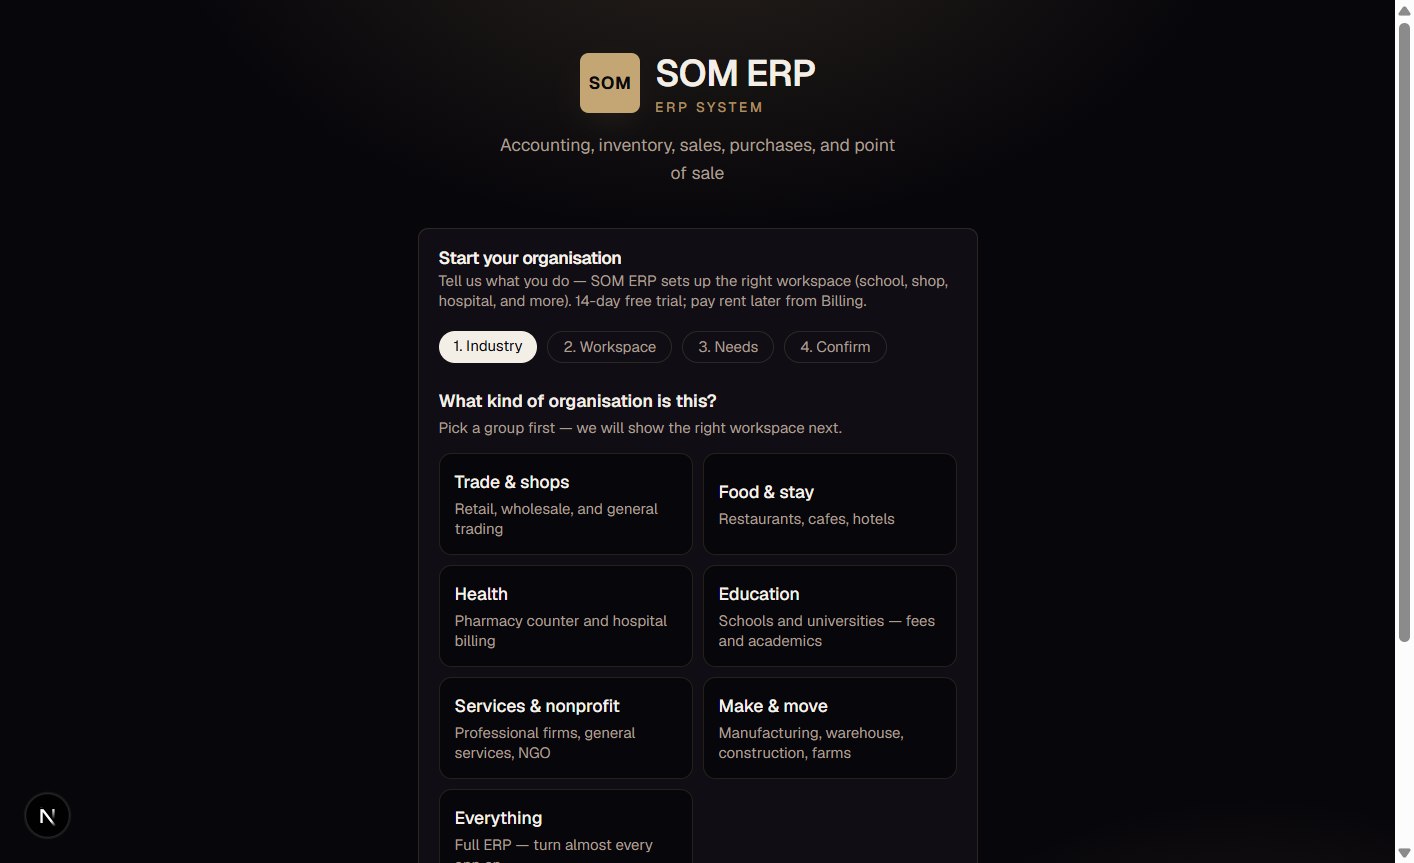 SOM
SOM ERP
ERP SYSTEM
Accounting, inventory, sales, purchases, and point
of sale
Start your organisation
Tell us what you do — SOM ERP sets up the right workspace (school, shop,
hospital, and more). 14-day free trial; pay rent later from Billing.
1. Industry
2. Workspace
3. Needs
4. Confirm
What kind of organisation is this?
Pick a group first — we will show the right workspace next.
Trade & shops
Retail, wholesale, and general
trading
Food & stay
Restaurants, cafes, hotels
Health
Pharmacy counter and hospital
billing
Education
Schools and universities — fees
and academics
Services & nonprofit
Professional firms, general
services, NGO
Make & move
Manufacturing, warehouse,
construction, farms
Everything
Full ERP — turn almost every
N